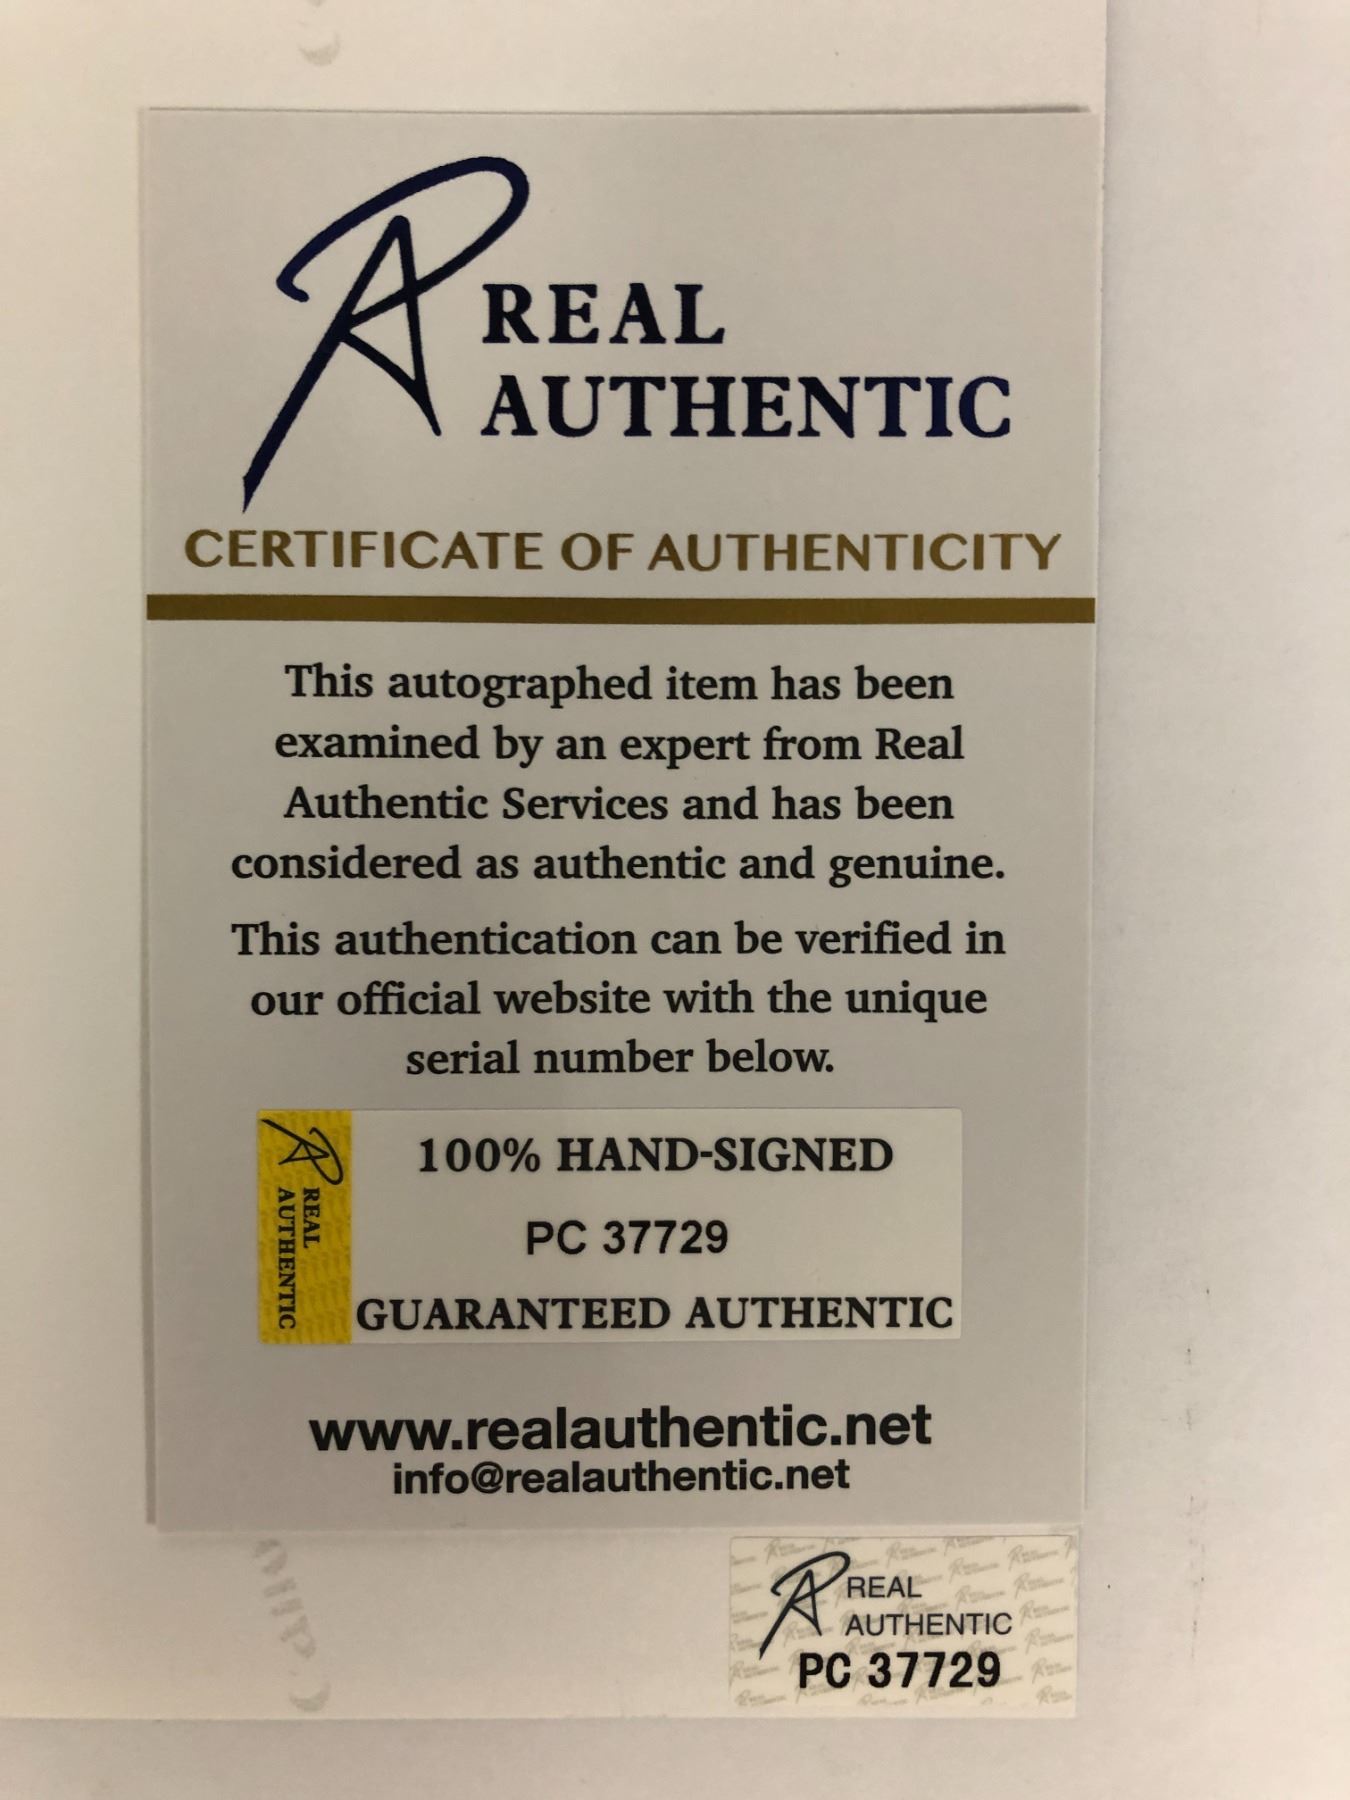 REAL
AUTHENTIC
CERTIFICATE OF AUTHENTICITY
This autographed item has been
examined by an expert from Real
Authentic Services and has been
considered as authentic and genuine.
This authentication can be verified in
our official website with the unique
serial number below.
REAL
AUTHENTIC
100% HAND-SIGNED
PC 37729
GUARANTEED AUTHENTIC
www.realauthentic.net
info@realauthentic.net
REAL
AUTHENTIC
PC 37729